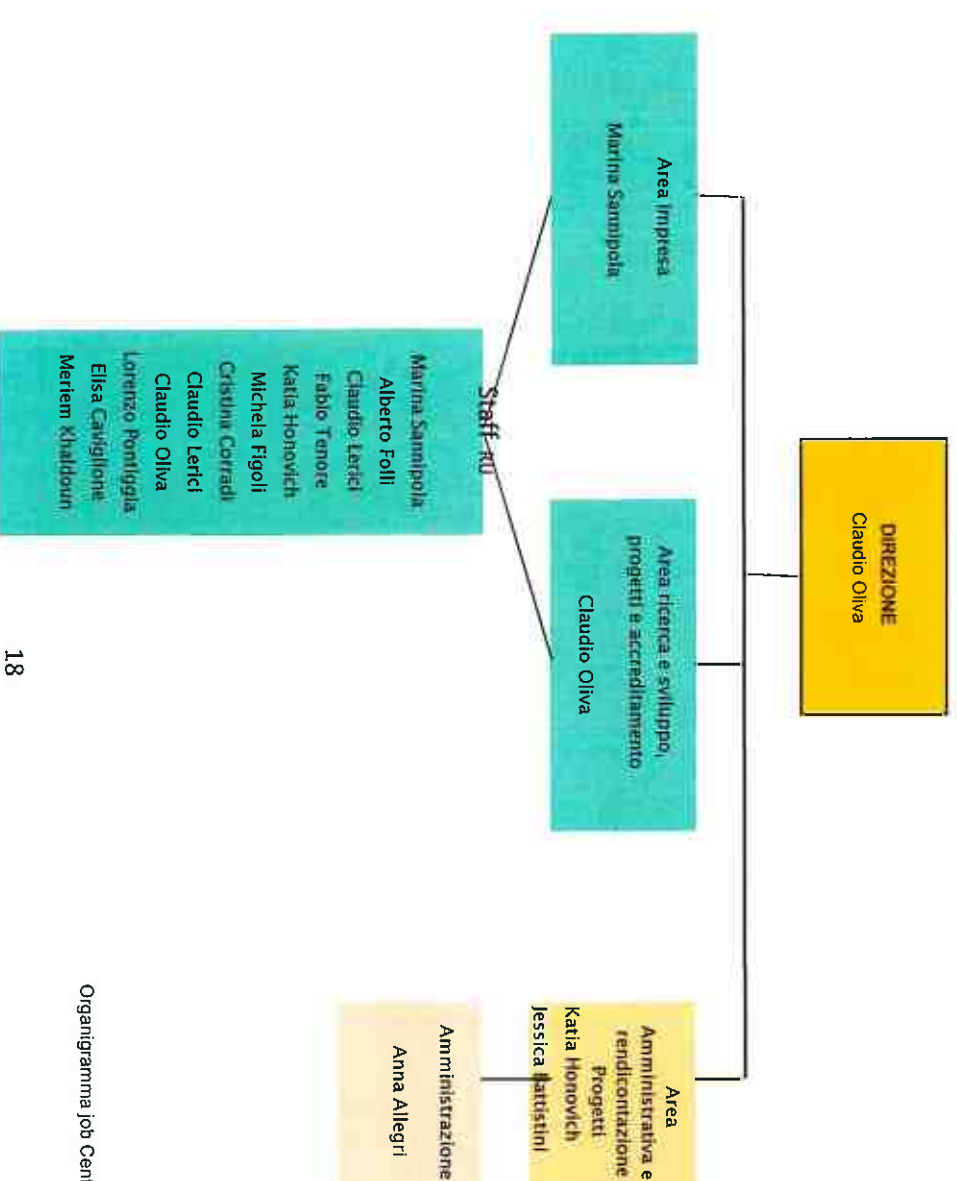 DIREZIONE
Claudio Oliva
Area Impresa
Marina Sannipola
Area ricerca e sviluppo,
progetti e accreditamento
Claudio Oliva
Area
Amministrativa e
rendicontazione
Progetti
Katia Honovich
Jessica Battistini
Staff
Marina Sannipola
Alberto Folli
Claudio Lerici
Fabio Tenore
Katia Honovich
Michela Figoli
Cristina Corradi
Claudio Lerici
Claudio Oliva
Lorenzo Pontiggia
Elisa Caviglione
Meriem Khaldoun
Amministrazione
Anna Allegri
Organigramma job Cent
18